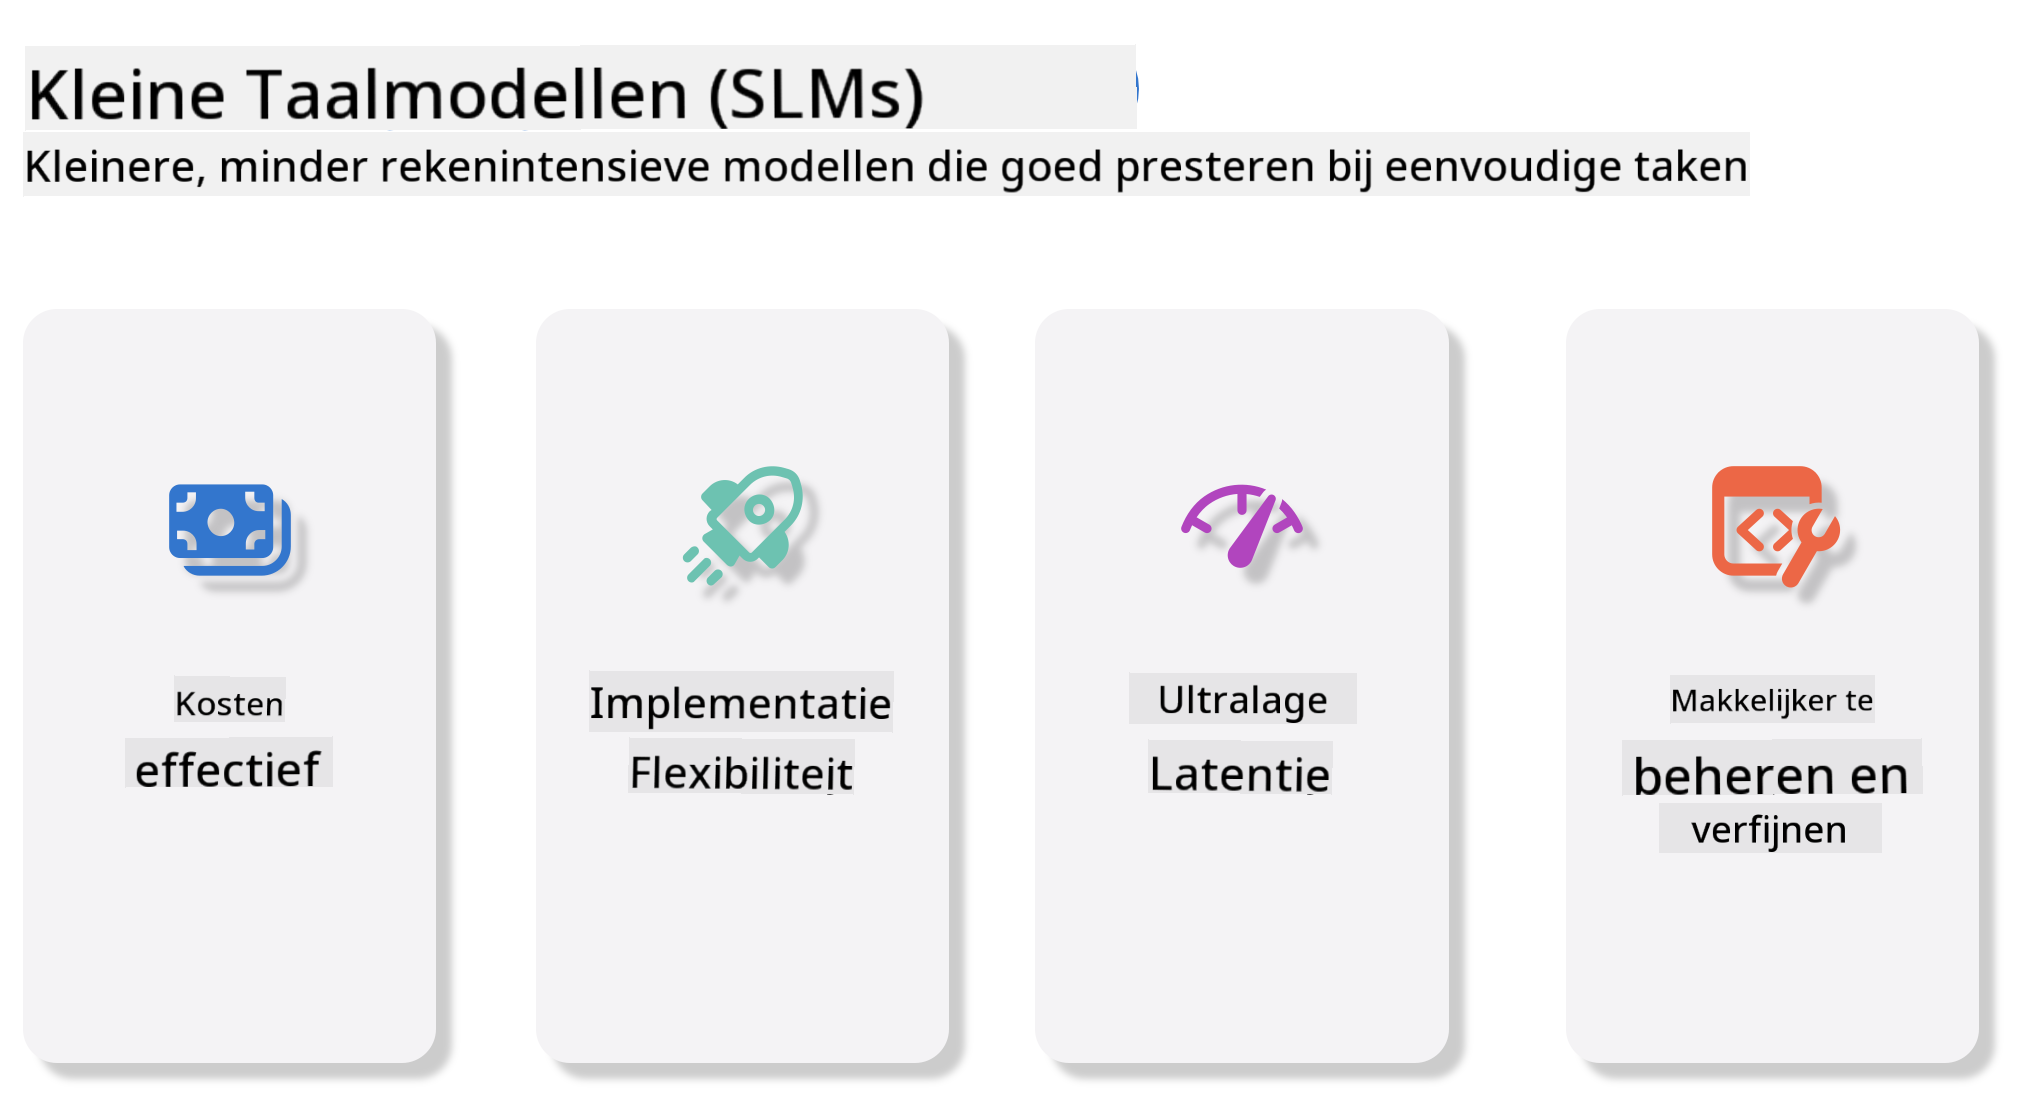 Kleine Taalmodellen (SLMs)
Kleinere, minder rekenintensieve modellen die goed presteren bij eenvoudige taken
Kosten
effectief
Implementatie
Flexibiliteit
Ultralage
Latentie
Makkelijker te
beheren en
verfijnen